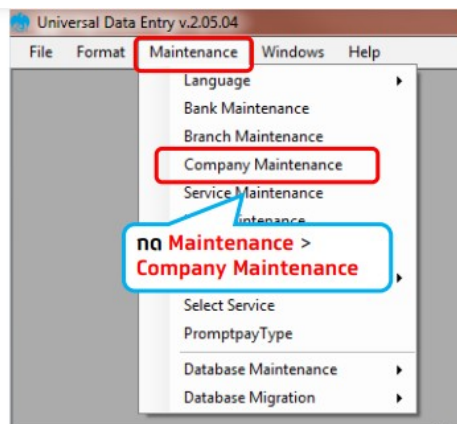 Universal Data Entry v.2.05.04
File Format Maintenance Windows Help
Language
Bank Maintenance
Branch Maintenance
Company Maintenance
Service Maintenance
กด Maintenance >
Company Maintenance
Select Service
PromptpayType
Database Maintenance
Database Migration